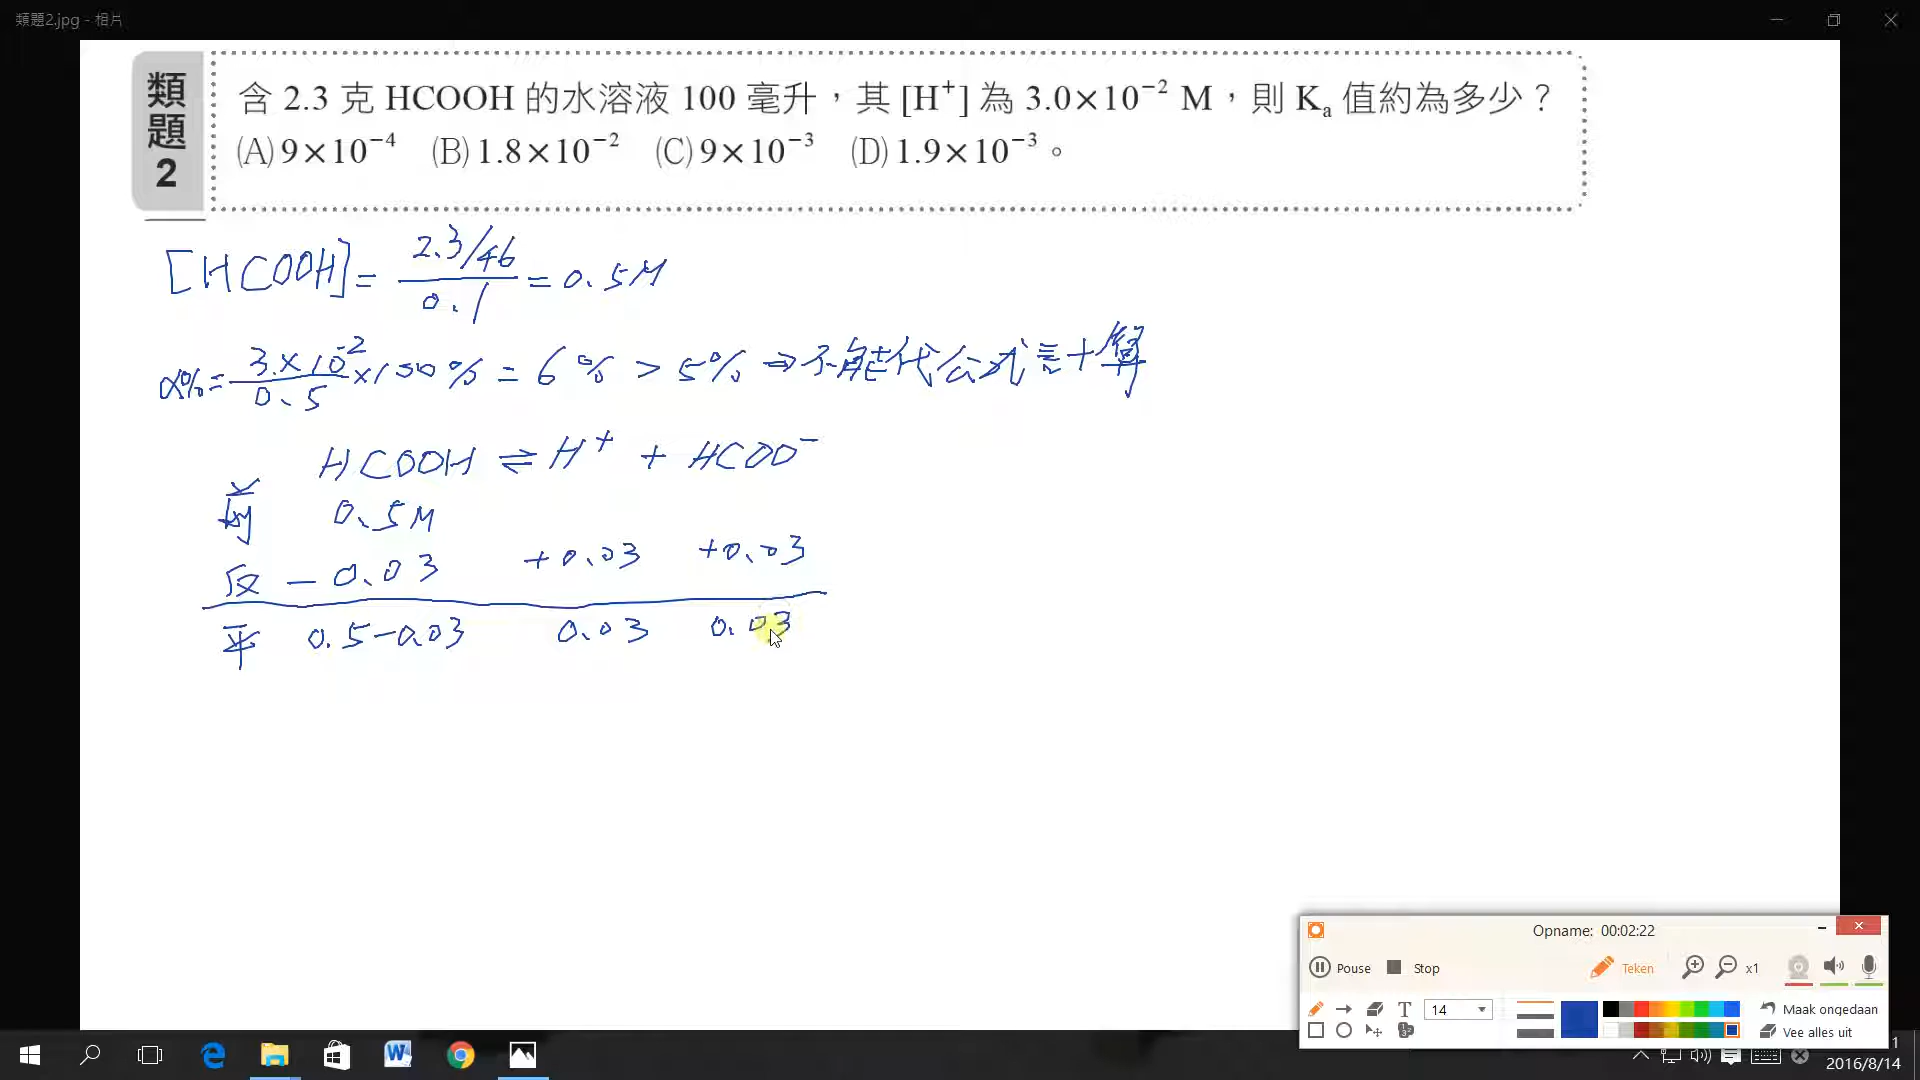 類題2.jpg - 相片
類題2
含 2.3 克 HCOOH 的水溶液 100 毫升，其 [H⁺] 為 3.0×10⁻² M，則 Kₐ 值約為多少？
(A) 9×10⁻⁴ (B) 1.8×10⁻² (C) 9×10⁻³ (D) 1.9×10⁻³。
[HCOOH] = (2.3/46)/0.1 = 0.5M
α% = (3.×10⁻²)/0.5 ×100% = 6% > 5% ⇒ 不能代公式計算
HCOOH ⇌ H⁺ + HCOO⁻
前 0.5M
反 -0.03 +0.03 +0.03
平 0.5-0.03 0.03 0.03
Opname: 00:02:22
Pouse Stop Teken x1
T 14 Maak ongedaan
Vee alles uit
2016/8/14